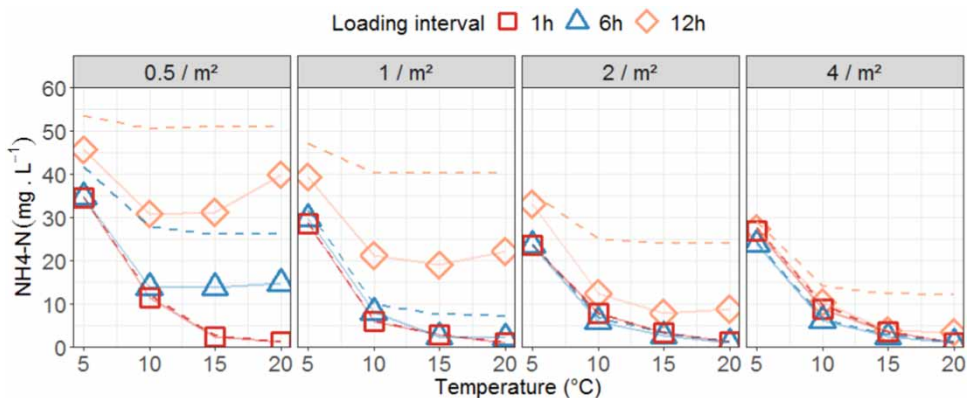 Loading interval 1h 6h 12h
0.5 / m² 1 / m² 2 / m² 4 / m²
NH4-N(mg . L⁻¹)
60
50
40
30
20
10
0
5 10 15 20 5 10 15 20 5 10 15 20 5 10 15 20
Temperature (°C)